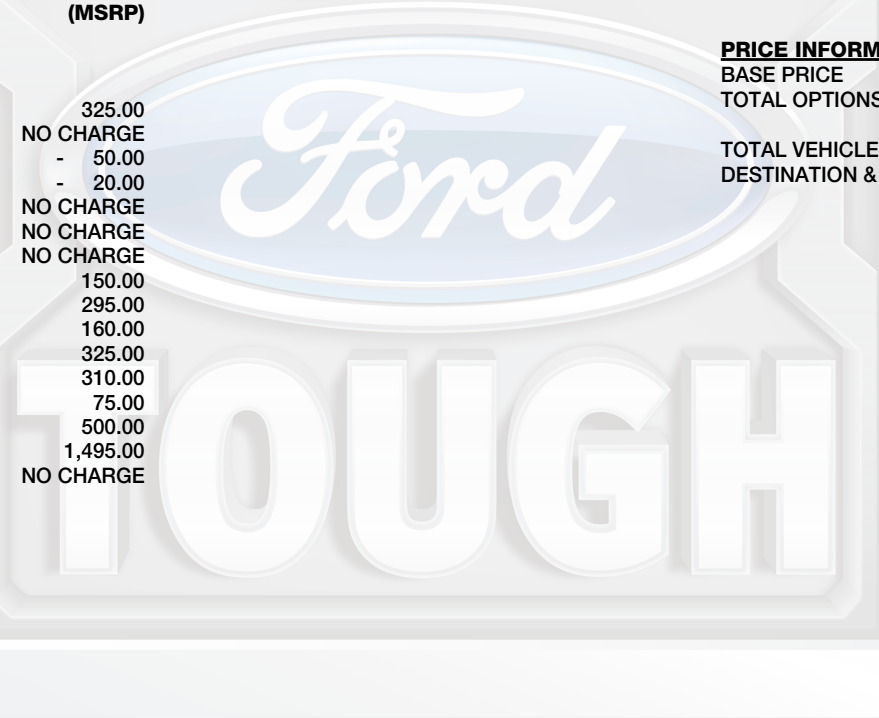 (MSRP)
325.00
NO CHARGE
- 50.00
- 20.00
NO CHARGE
NO CHARGE
NO CHARGE
150.00
295.00
160.00
325.00
310.00
75.00
500.00
1,495.00
NO CHARGE
PRICE INFORM
BASE PRICE
TOTAL OPTIONS
TOTAL VEHICLE
DESTINATION &
Ford
TOUGH